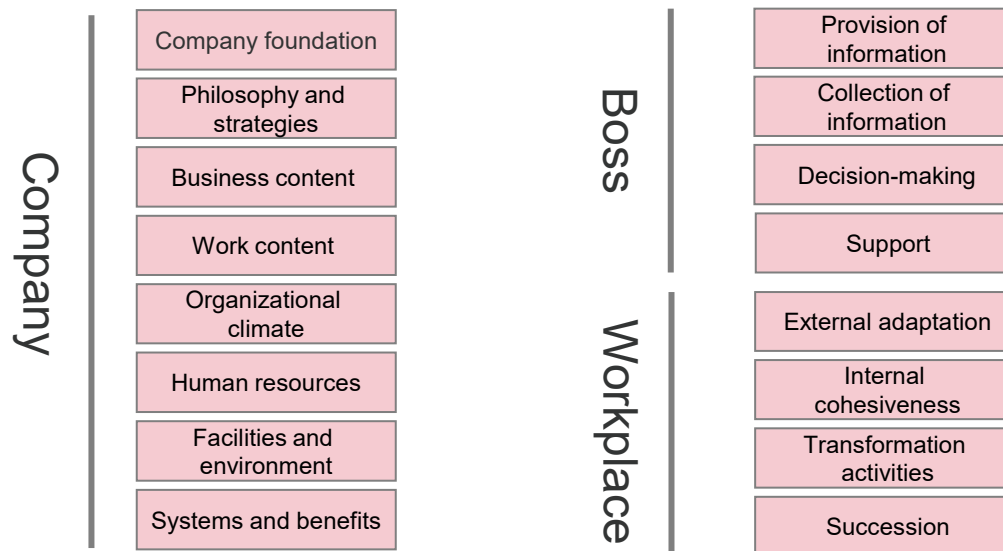 Company
Company foundation
Philosophy and
strategies
Business content
Work content
Organizational
climate
Human resources
Facilities and
environment
Systems and benefits
Boss
Provision of
information
Collection of
information
Decision-making
Support
Workplace
External adaptation
Internal
cohesiveness
Transformation
activities
Succession